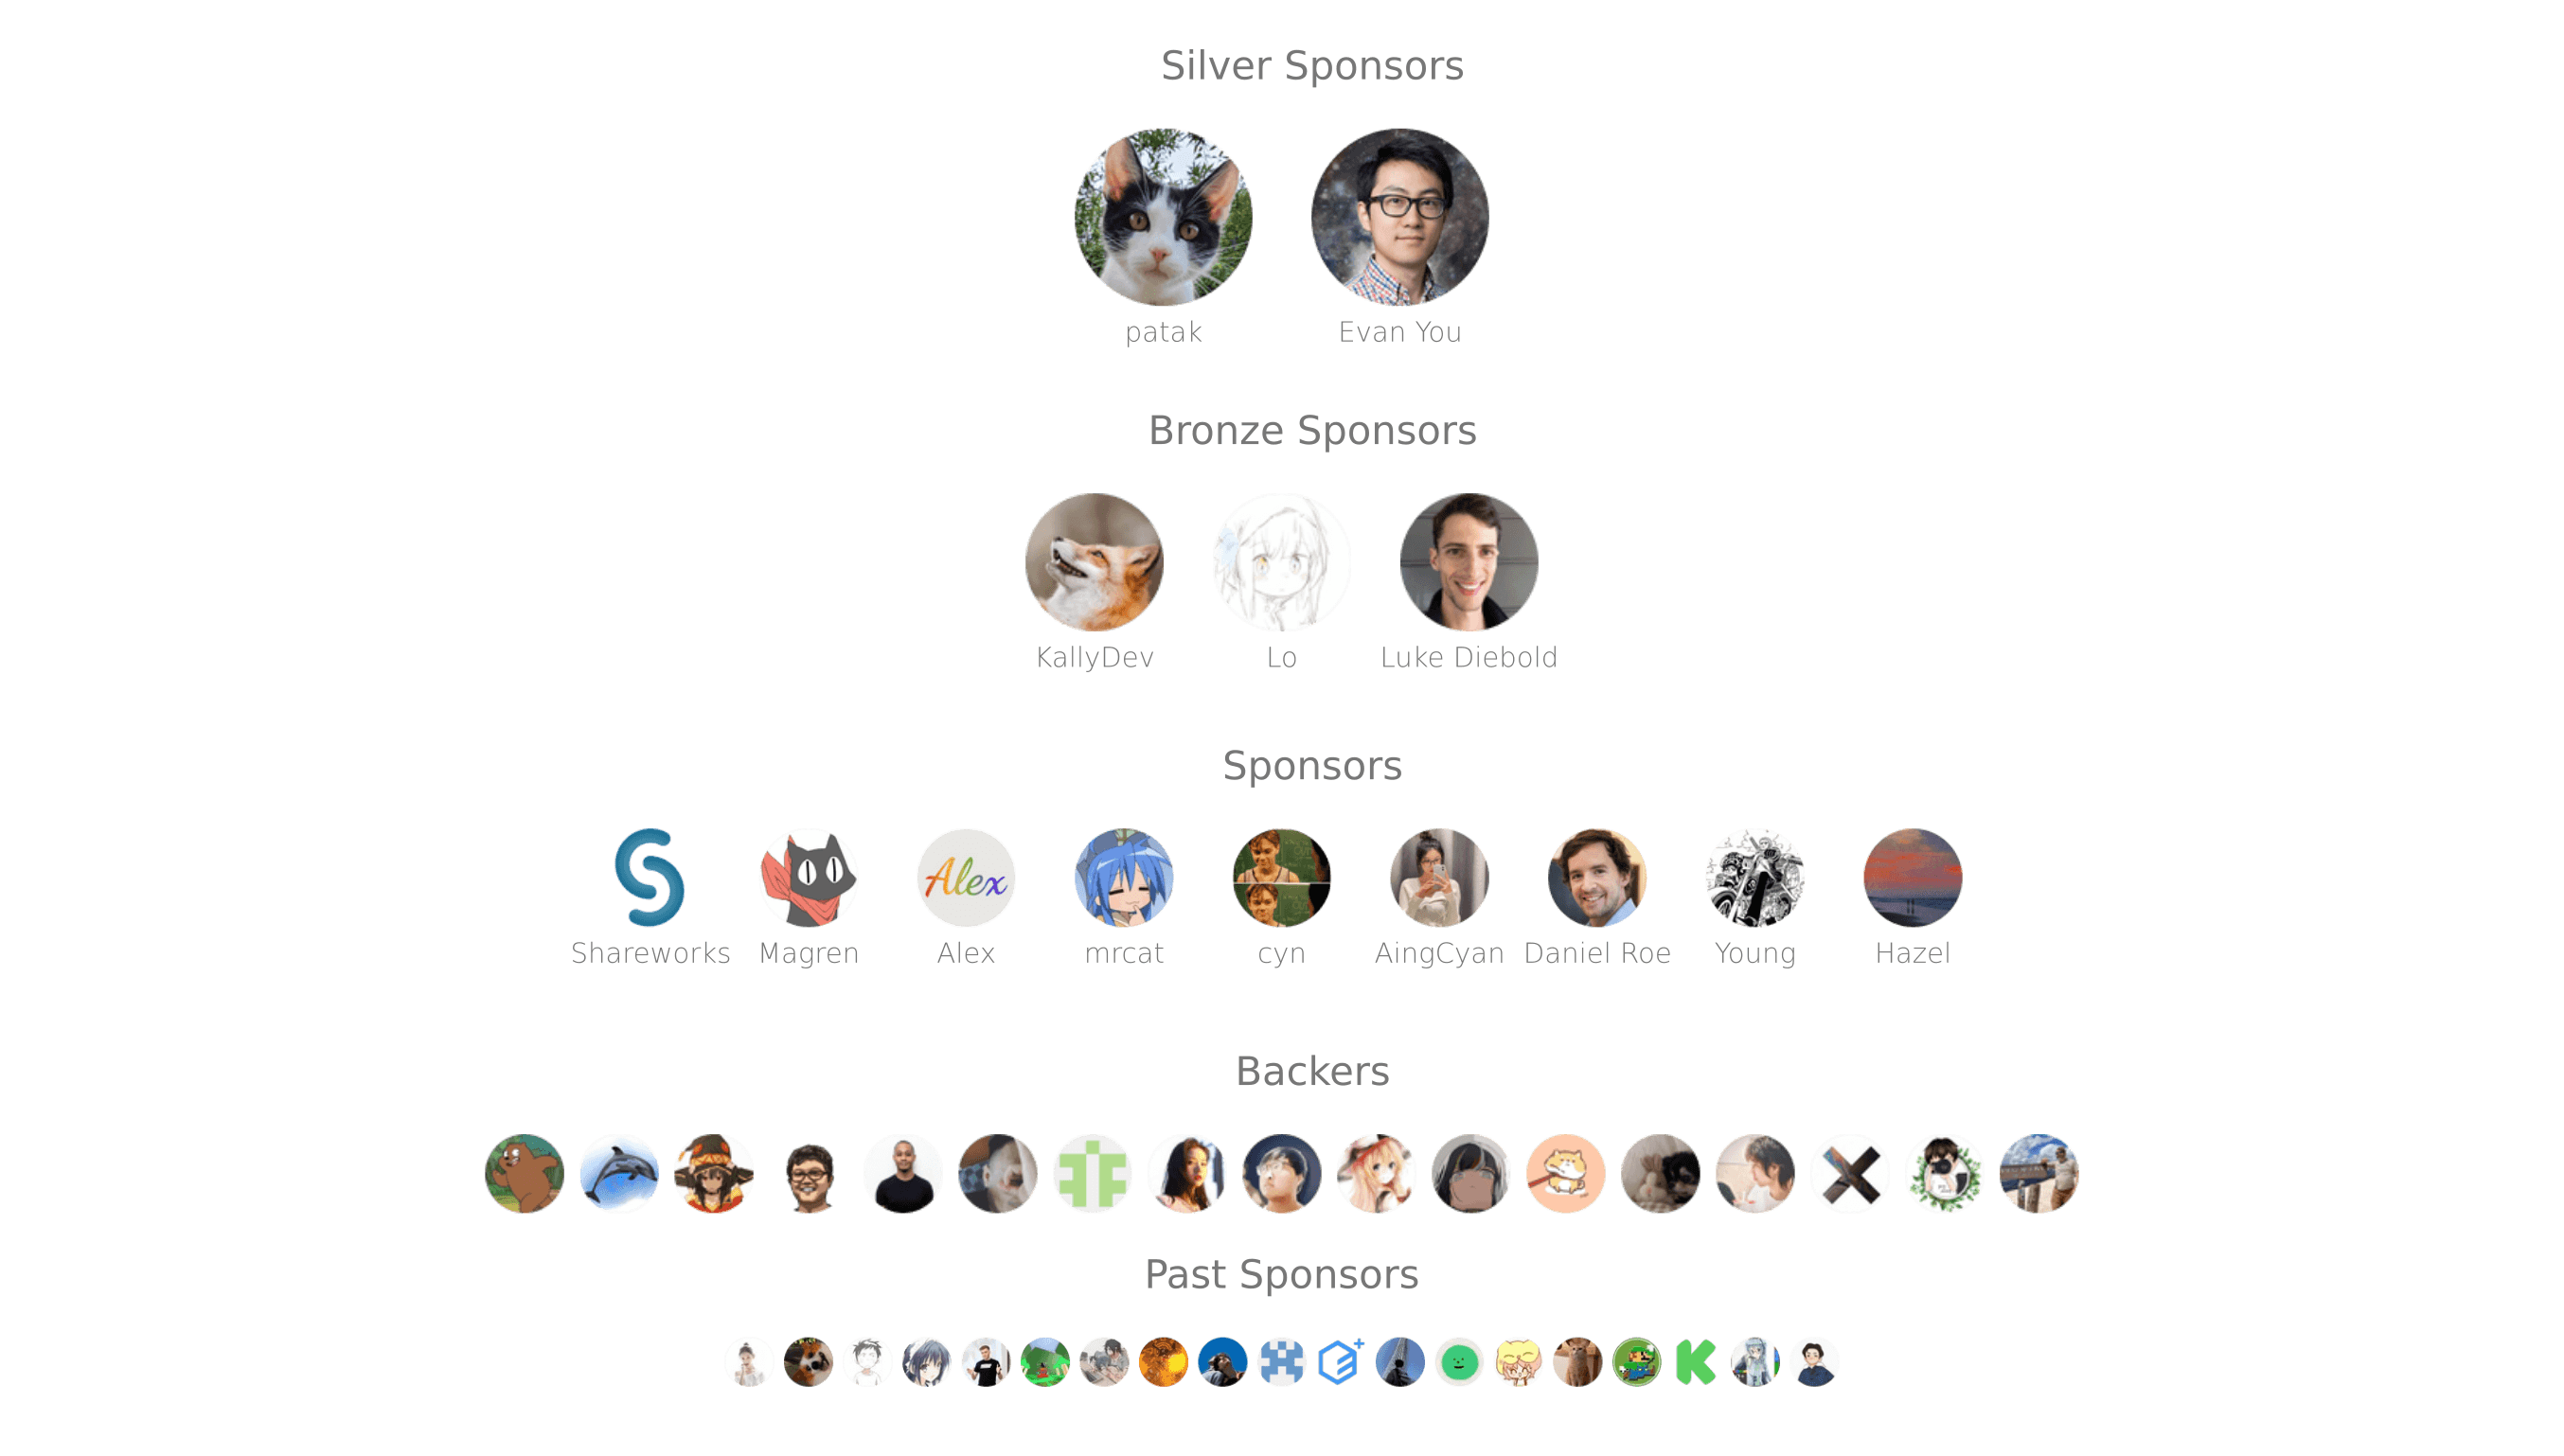 Silver Sponsors
patak
Evan You
Bronze Sponsors
KallyDev
Lo
Luke Diebold
Sponsors
Alex
Shareworks
Magren
Alex
mrcat
cyn
AingCyan
Daniel Roe
Young
Hazel
Backers
Past Sponsors